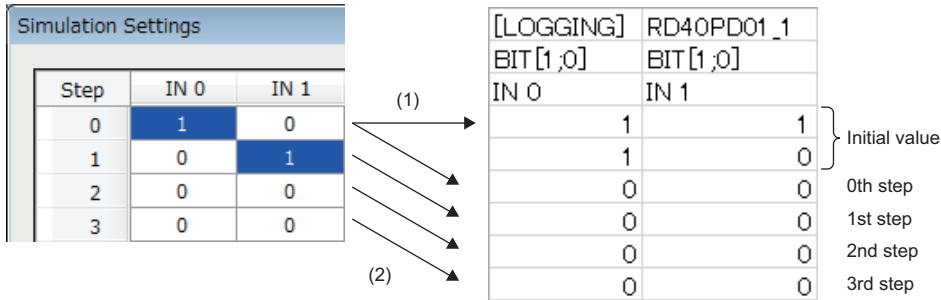 Simulation Settings
Step IN 0 IN 1
0 1 0
1 0 1
2 0 0
3 0 0
(1)
(2)
[LOGGING] RD40PD01_1
BIT[1;0] BIT[1;0]
IN 0 IN 1
1 1
1 0
0 0
0 0
0 0
0 0
Initial value
0th step
1st step
2nd step
3rd step